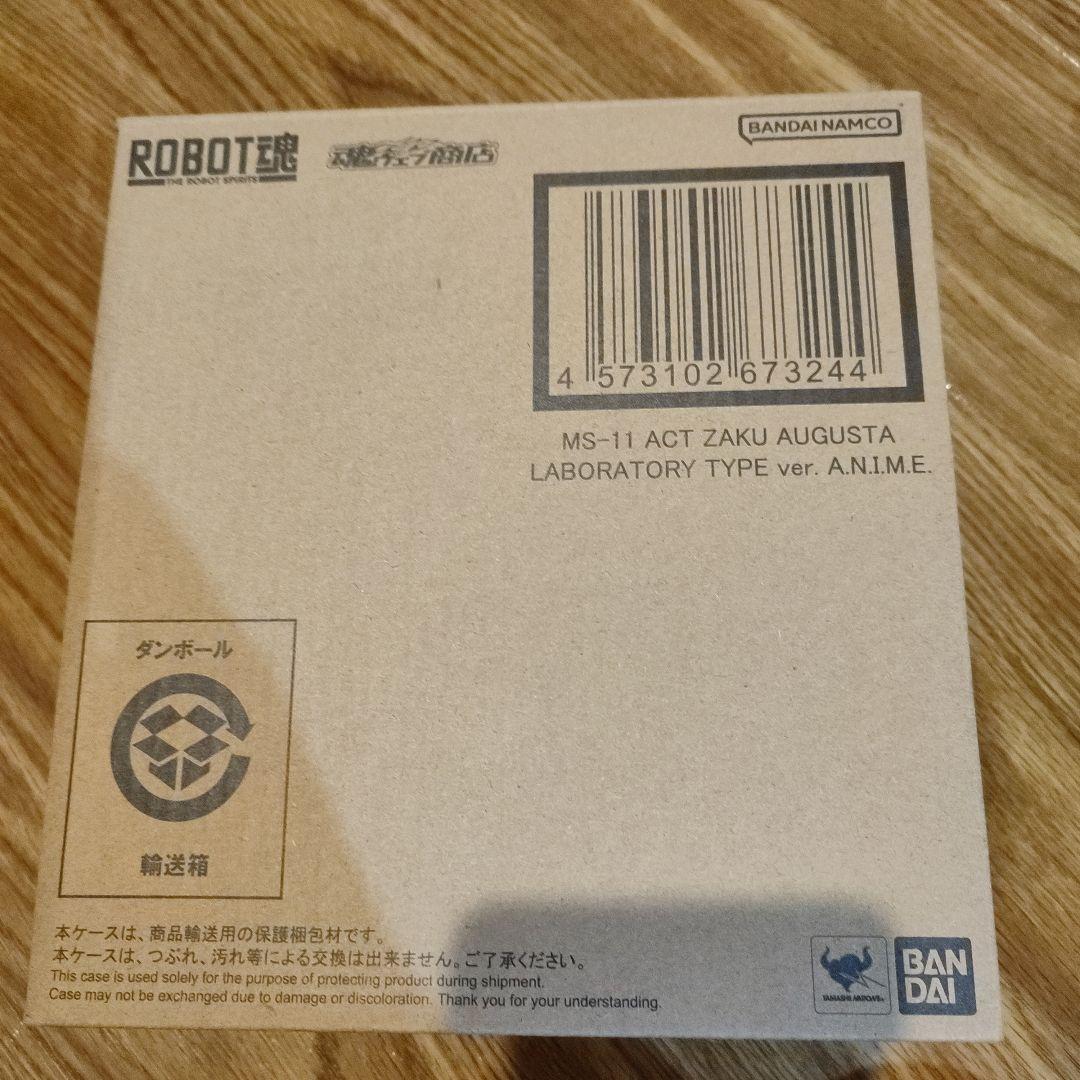 ROBOT魂
THE ROBOT SPIRITS
魂ウェブ商店
BANDAI NAMCO
4 573102 673244
MS-11 ACT ZAKU AUGUSTA
LABORATORY TYPE ver. A.N.I.M.E.
ダンボール
輸送箱
本ケースは、商品輸送用の保護梱包材です。
本ケースは、つぶれ、汚れ等による交換は出来ません。ご了承ください。
This case is used solely for the purpose of protecting product during shipment.
Case may not be exchanged due to damage or discoloration. Thank you for your understanding.
TAMASHII NATIONS
BAN
DAI